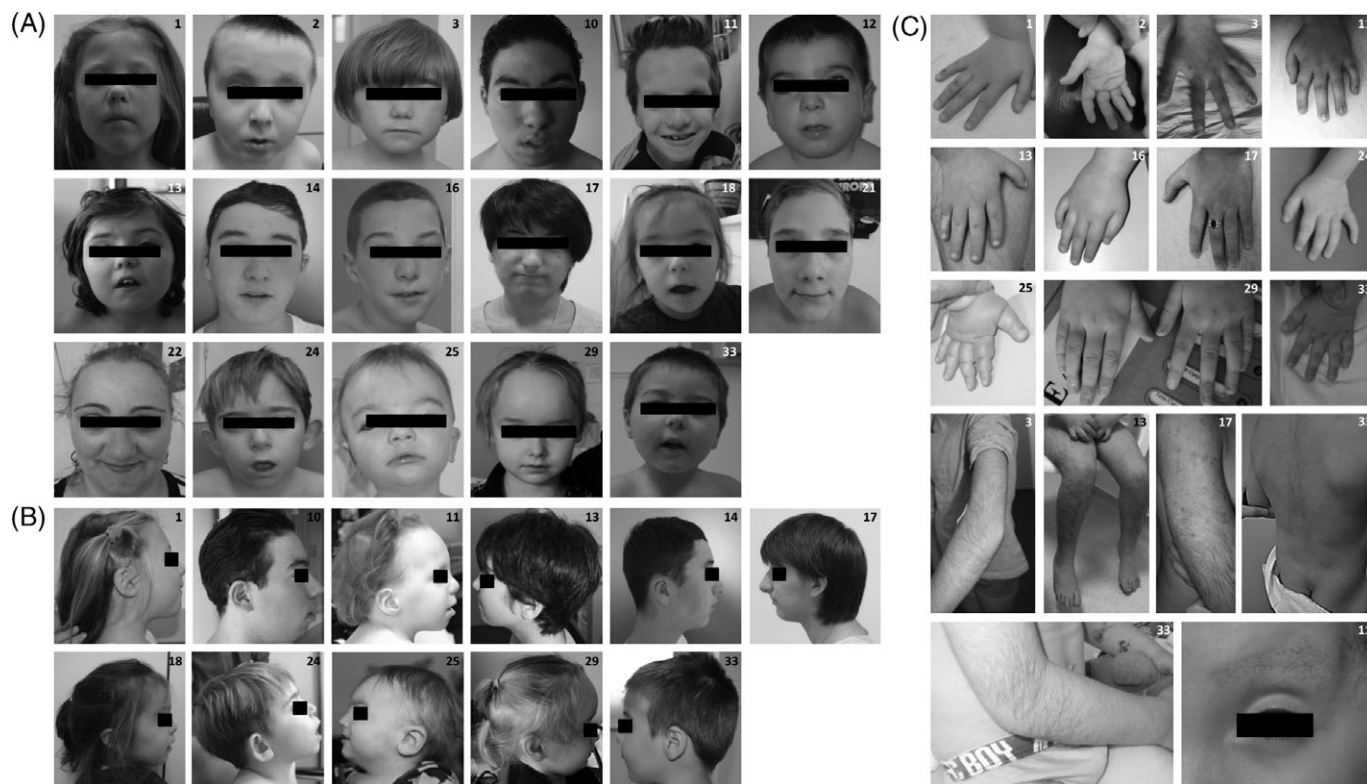 (A)
1 2 3 10 11 12
13 14 16 17 18 21
22 24 25 29 33
(B)
1 10 11 13 14 17
18 24 25 29 33
(C)
1 2 3
13 16 17 24
25 29 33
3 13 17
33
BOY